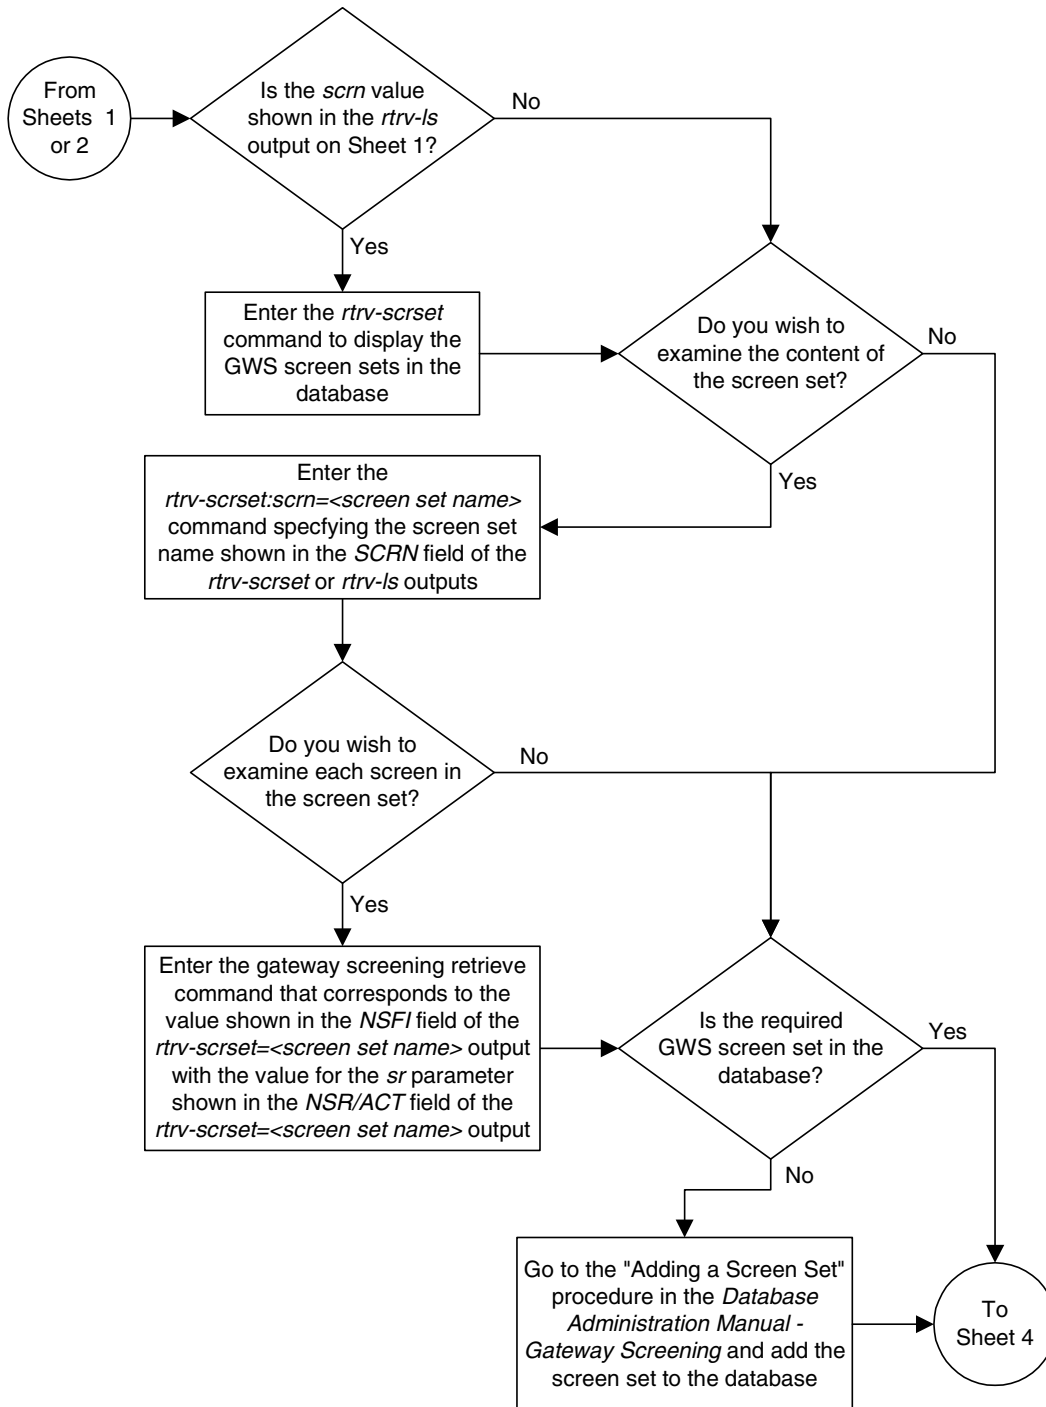 From
Sheets 1
or 2
Is the scrn value
shown in the rtrv-ls
output on Sheet 1?
No
Yes
Enter the rtrv-scrset
command to display the
GWS screen sets in the
database
Do you wish to
examine the content of
the screen set?
No
Yes
Enter the
rtrv-scrset:scrn=<screen set name>
command specfying the screen set
name shown in the SCRN field of the
rtrv-scrset or rtrv-ls outputs
Do you wish to
examine each screen in
the screen set?
No
Yes
Enter the gateway screening retrieve
command that corresponds to the
value shown in the NSFI field of the
rtrv-scrset=<screen set name> output
with the value for the sr parameter
shown in the NSR/ACT field of the
rtrv-scrset=<screen set name> output
Is the required
GWS screen set in the
database?
Yes
No
Go to the "Adding a Screen Set"
procedure in the Database
Administration Manual -
Gateway Screening and add the
screen set to the database
To
Sheet 4